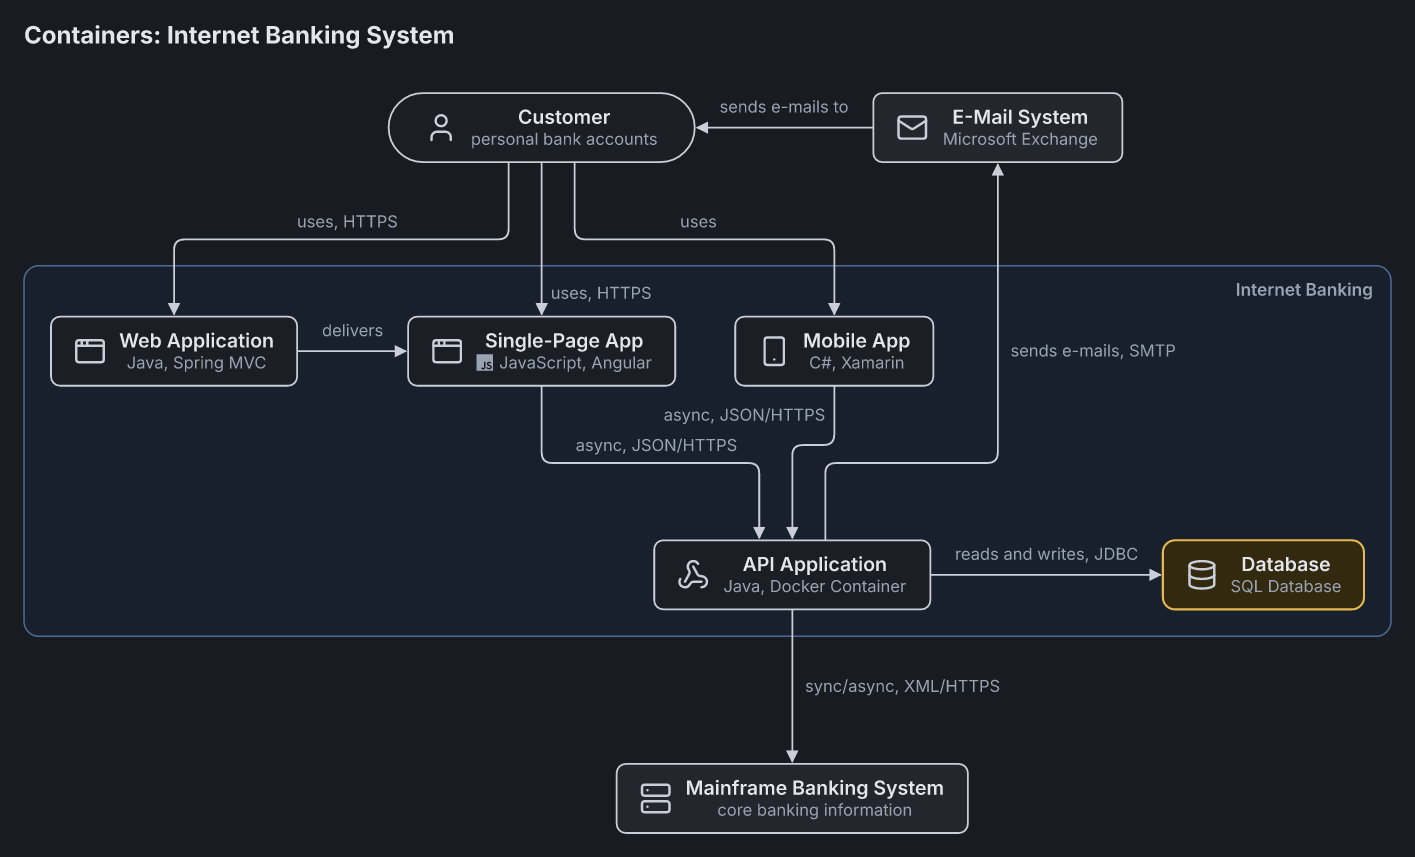 Containers: Internet Banking System
Customer
personal bank accounts
sends e-mails to
E-Mail System
Microsoft Exchange
uses, HTTPS
uses
uses, HTTPS
Internet Banking
Web Application
Java, Spring MVC
delivers
Single-Page App
JS JavaScript, Angular
Mobile App
C#, Xamarin
sends e-mails, SMTP
async, JSON/HTTPS
async, JSON/HTTPS
API Application
Java, Docker Container
reads and writes, JDBC
Database
SQL Database
sync/async, XML/HTTPS
Mainframe Banking System
core banking information